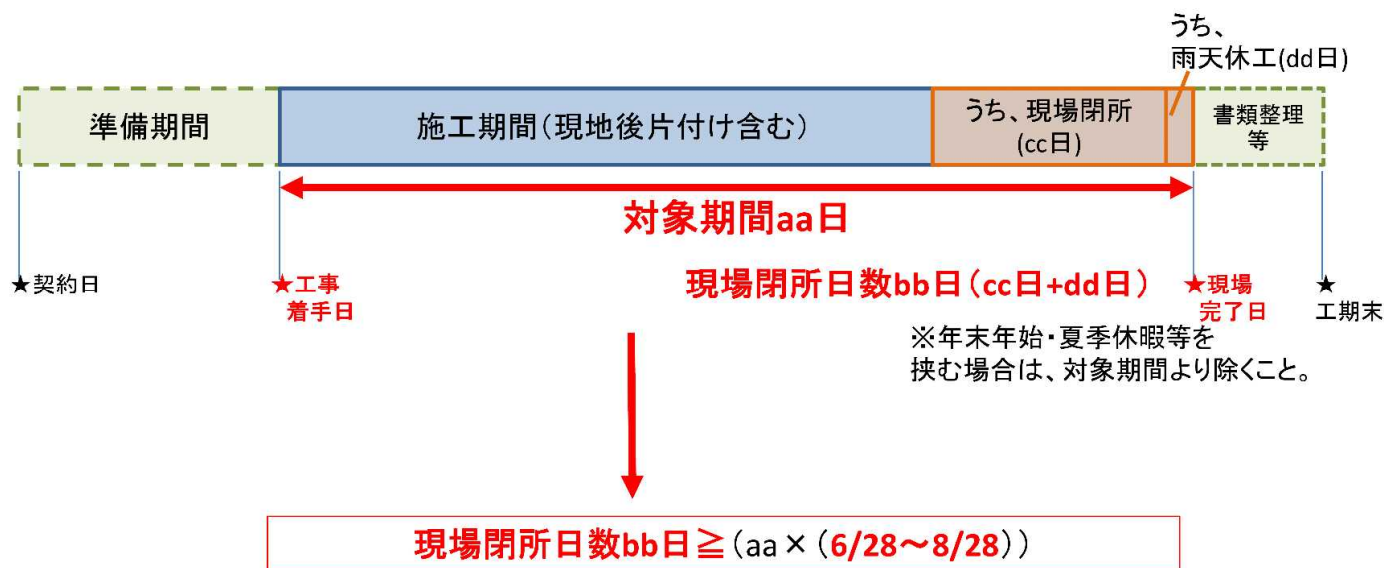 うち、
雨天休工(dd日)
準備期間
施工期間(現地後片付け含む)
うち、現場閉所
(cc日)
書類整理
等
対象期間aa日
★契約日
★工事
着手日
現場閉所日数bb日(cc日+dd日)
★現場
完了日
★
工期末
※年末年始・夏季休暇等を
挟む場合は、対象期間より除くこと。
現場閉所日数bb日≧(aa×(6/28～8/28))